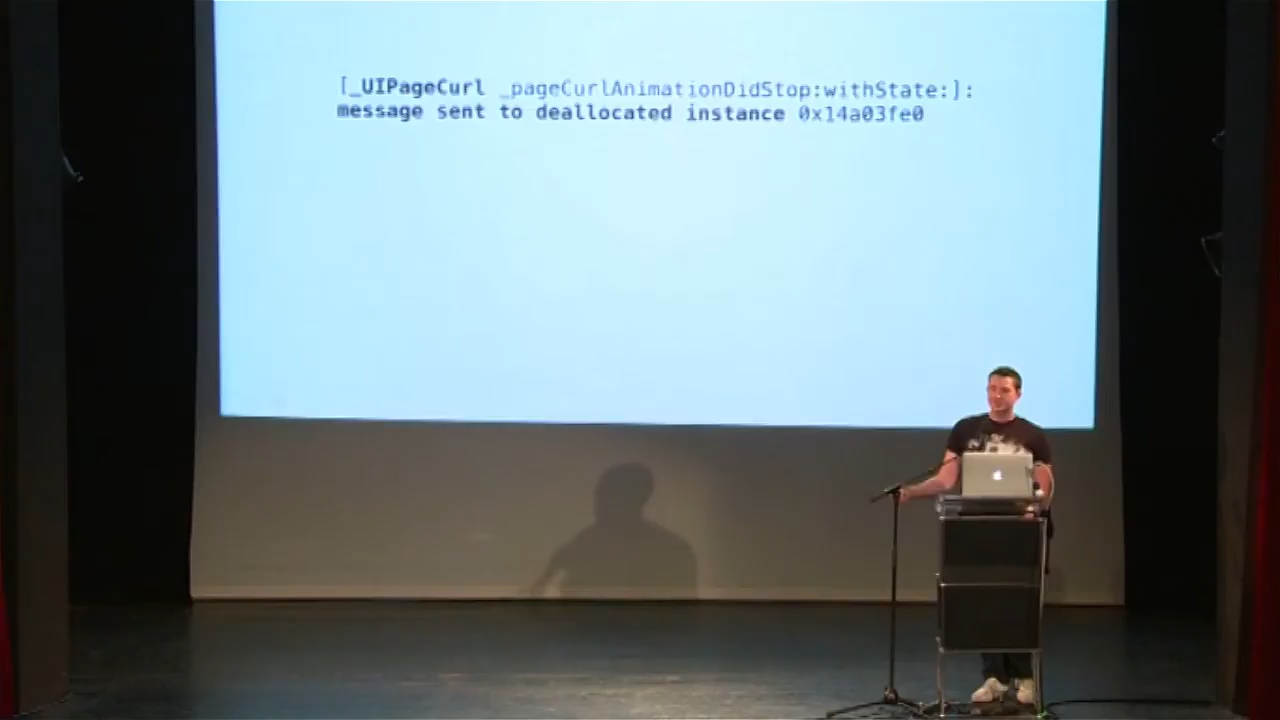 [_UIPageCurl _pageCurlAnimationDidStop:withState:]:
message sent to deallocated instance 0x14a03fe0